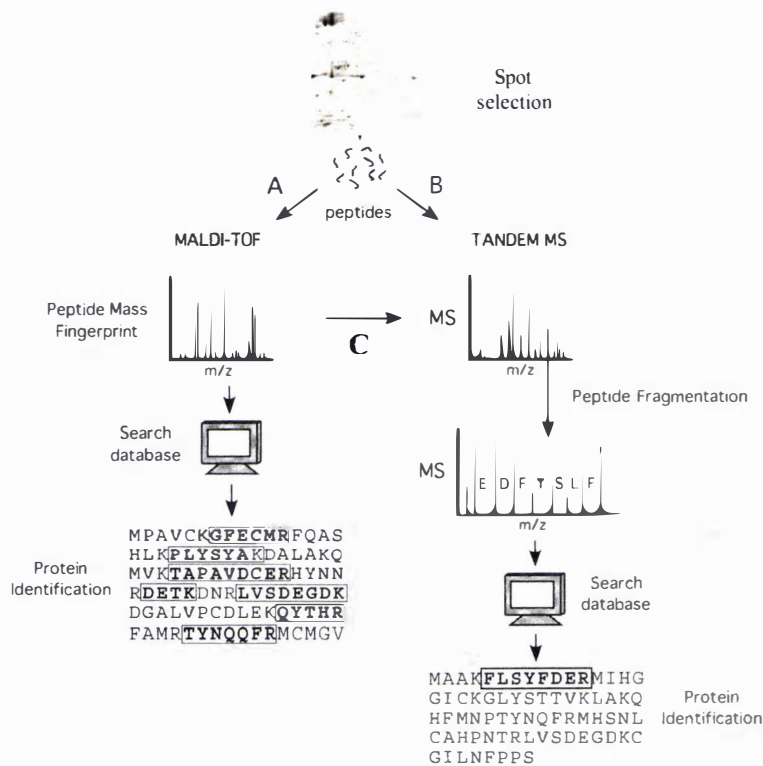 Spot
selection
A
B
peptides
MALDI-TOF
TANDEM MS
Peptide Mass
Fingerprint
C
MS
m/z
m/z
Peptide Fragmentation
Search
database
MS
E D F T S L F
m/z
Protein
Identification
MPAVCKGFECMRFQAS
HLKPLYSYAKDALAKQ
MVKTAPAVDCERHYNN
RDETKDNRLVSDEGDK
DGALVPCDLEKQYTHR
FAMRTYNQQFRMCMGV
Search
database
MAAKFLSYFDERMIHG
GICKGLYSTTVKLAKQ
HFMNPTYNQFRMHSNL
CAHPNTRLVSDEGDKC
GILNFPPS
Protein
Identification